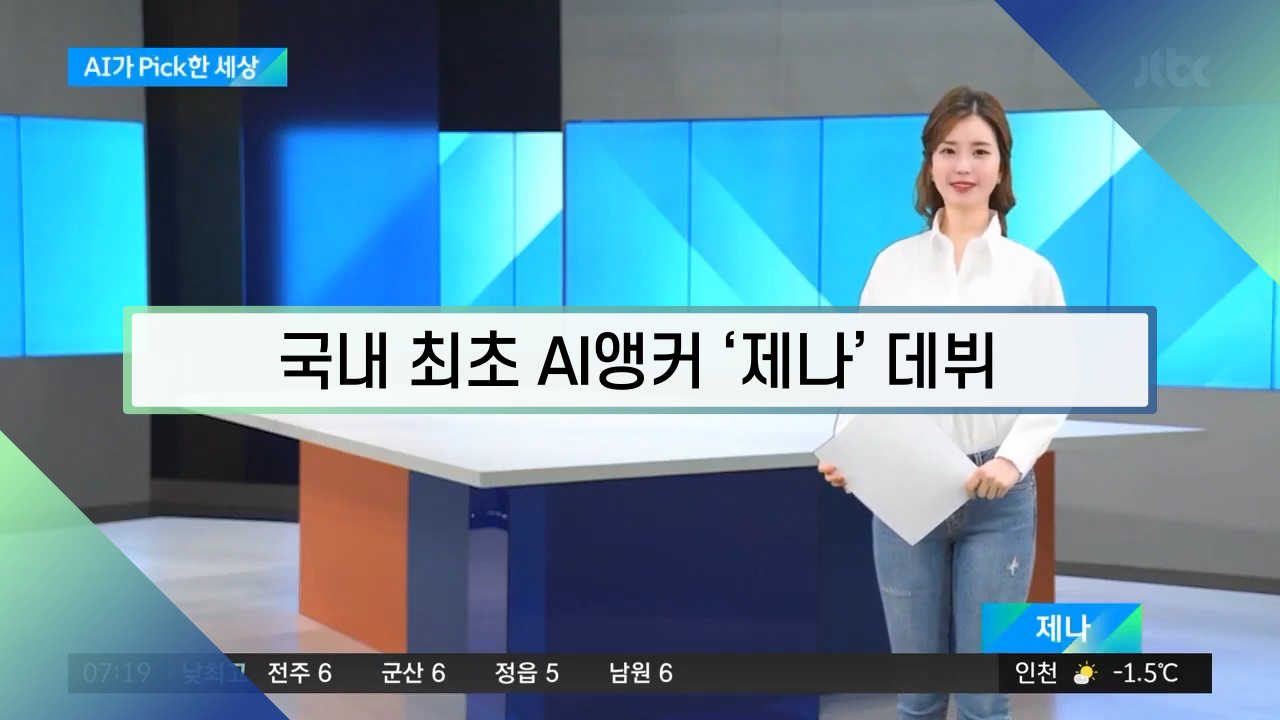 AI가 Pick한 세상
jtbc
국내 최초 AI앵커 ‘제나’ 데뷔
제나
07:19 낮최고 전주 6 군산 6 정읍 5 남원 6
인천 -1.5℃